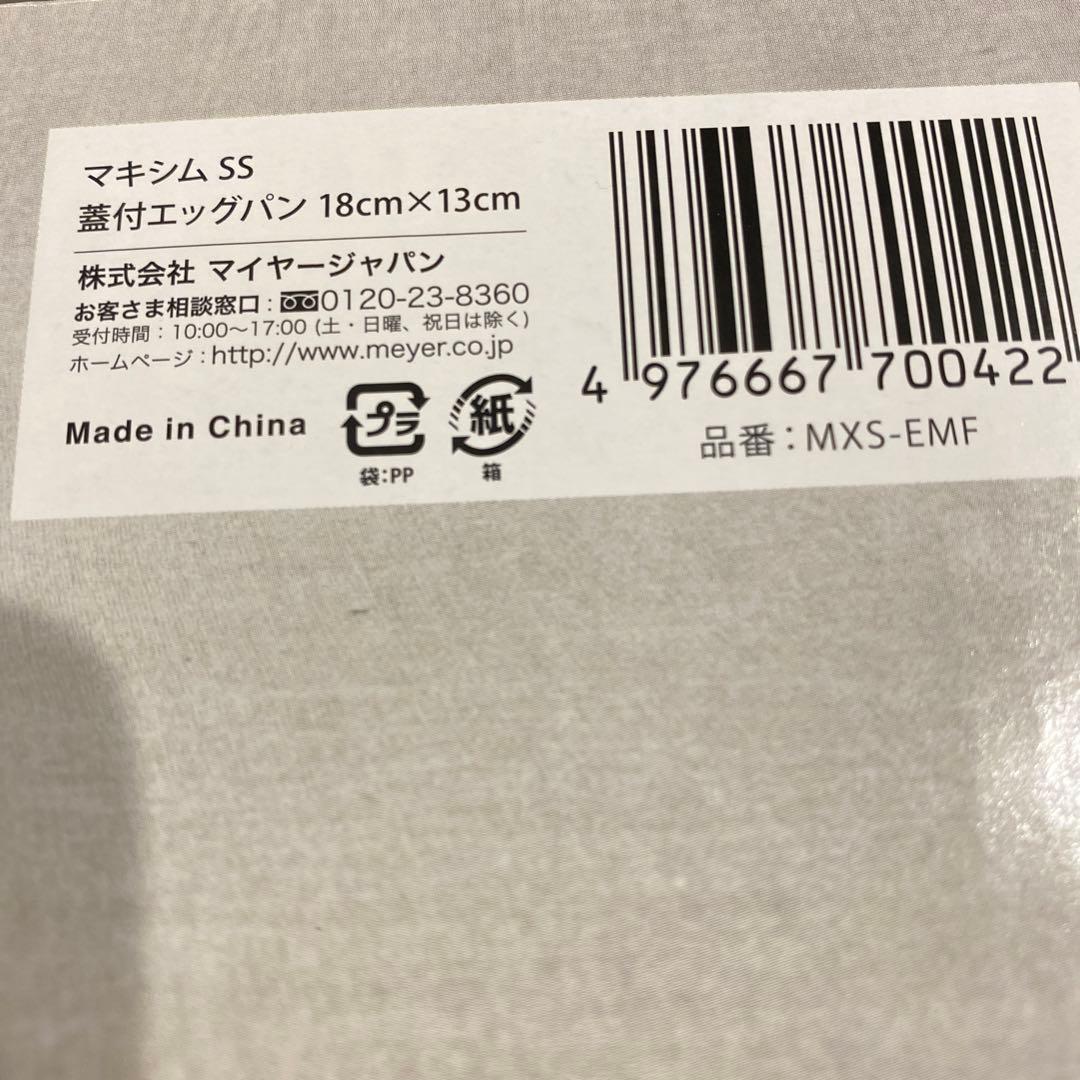 マキシム SS
蓋付エッグパン 18cm×13cm
株式会社 マイヤージャパン
お客さま相談窓口：0120-23-8360
受付時間：10:00～17:00 (土・日曜、祝日は除く)
ホームページ：http://www.meyer.co.jp
Made in China
プラ
袋:PP
紙
箱
4 976667 700422
品番：MXS-EMF